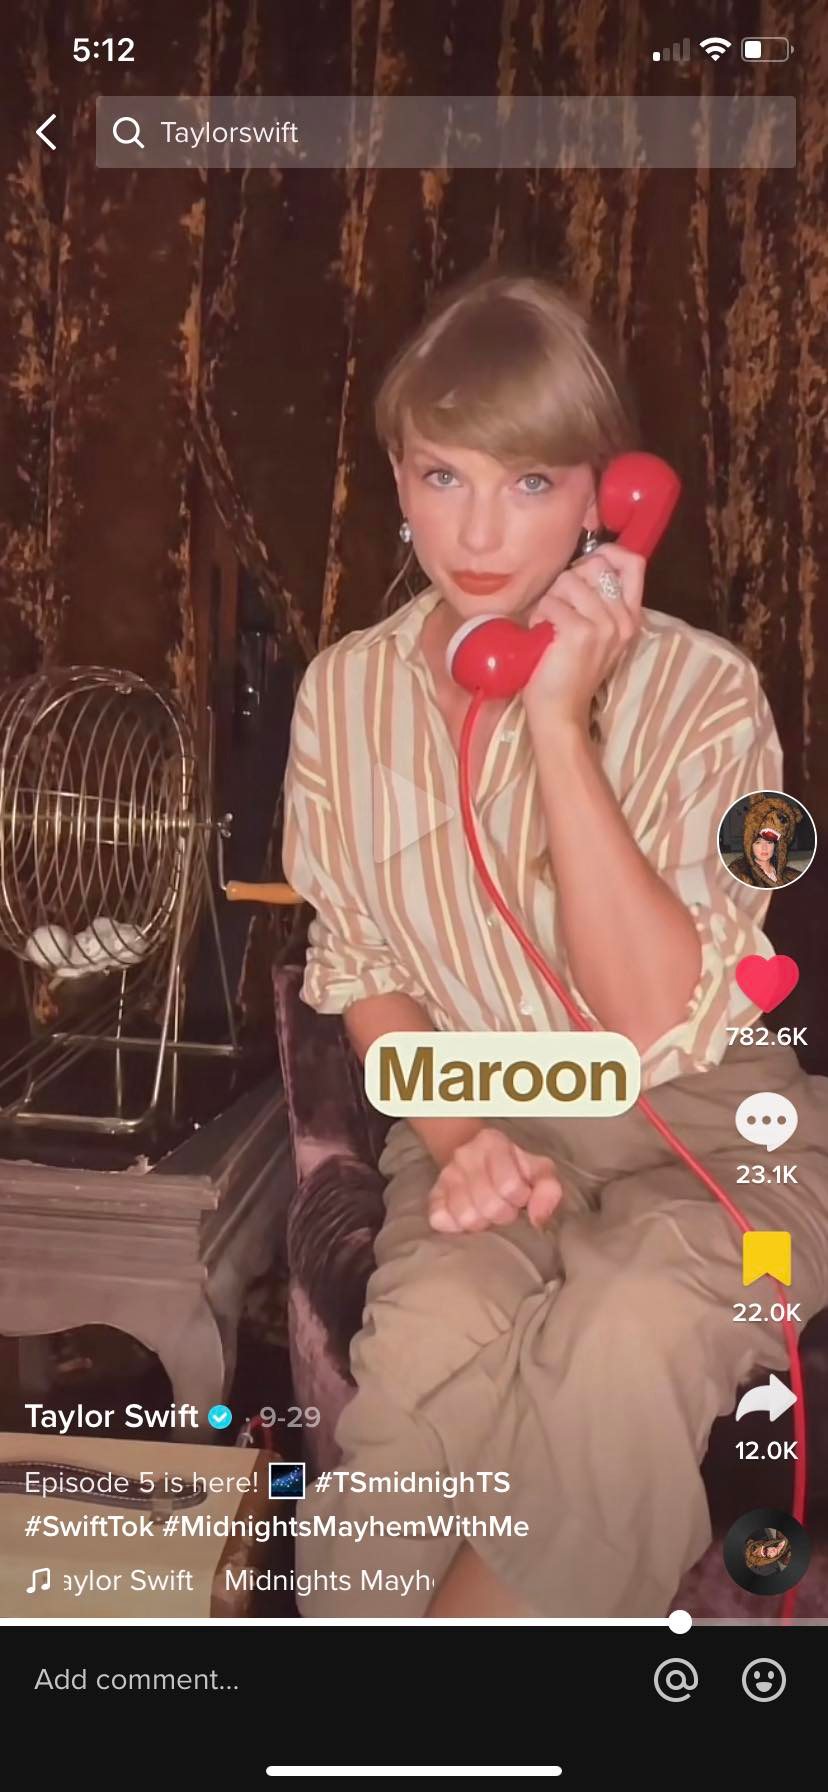 5:12
Taylorswift
Maroon
782.6K
23.1K
22.0K
12.0K
Taylor Swift · 9-29
Episode 5 is here! #TSmidnighTS
#SwiftTok #MidnightsMayhemWithMe
aylor Swift Midnights Mayh
Add comment...